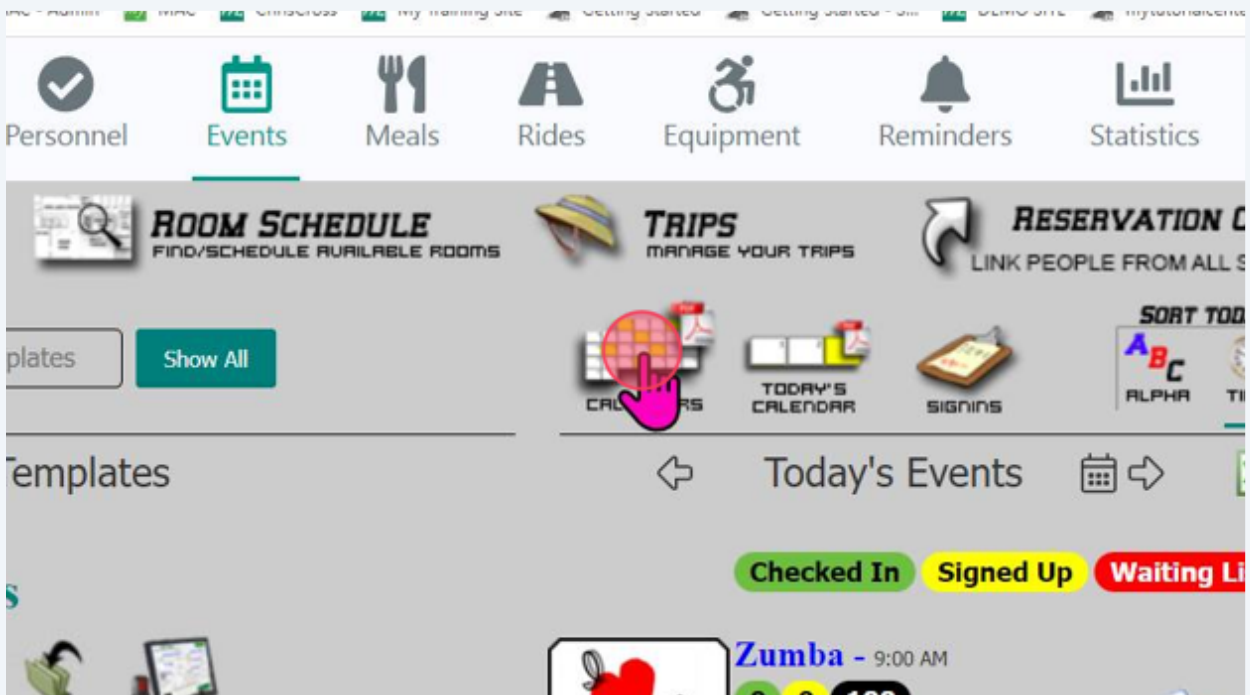 Personnel
Events
Meals
Rides
Equipment
Reminders
Statistics
ROOM SCHEDULE
FIND/SCHEDULE AVAILABLE ROOMS
TRIPS
MANAGE YOUR TRIPS
RESERVATION
LINK PEOPLE FROM ALL
plates
Show All
PDF
TODAY'S
CALENDAR
SIGNINS
SORT
ABC
ALPHA
Templates
Today's Events
Checked In
Signed Up
Waiting Li
Zumba - 9:00 AM